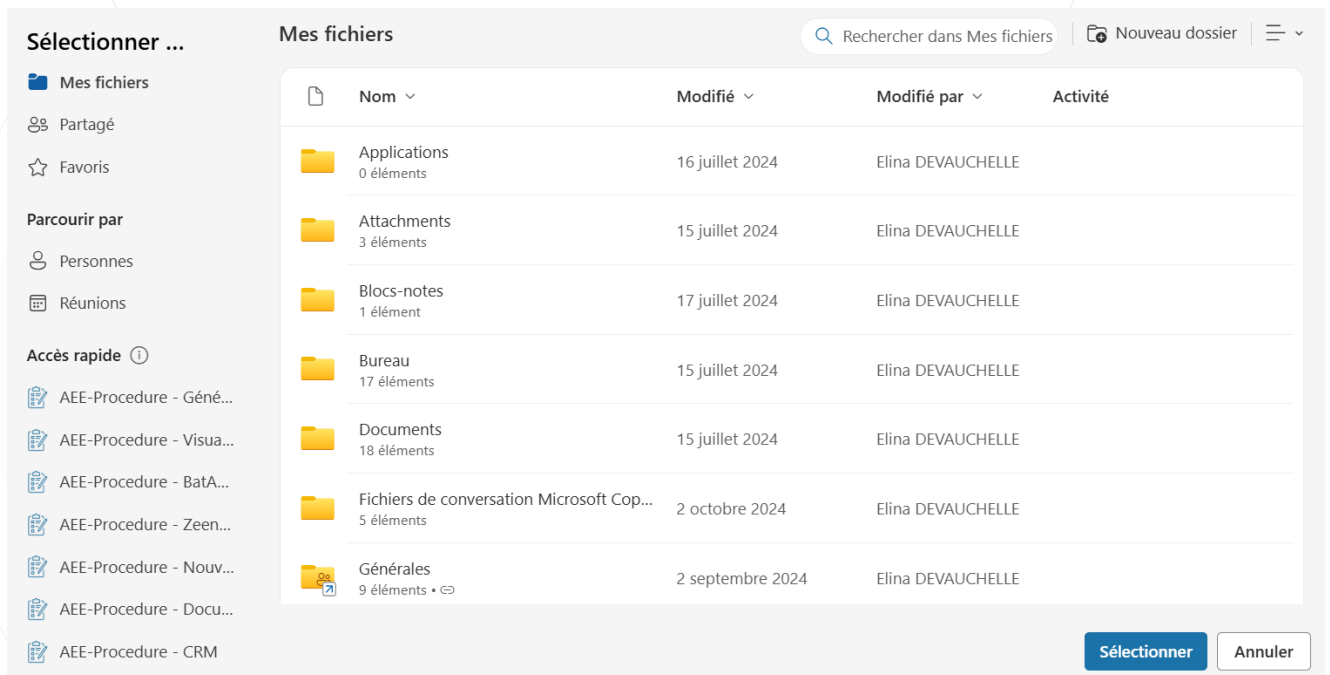 Sélectionner ...
Mes fichiers
Partagé
Favoris
Parcourir par
Personnes
Réunions
Accès rapide
AEE-Procedure - Géné...
AEE-Procedure - Visua...
AEE-Procedure - BatA...
AEE-Procedure - Zeen...
AEE-Procedure - Nouv...
AEE-Procedure - Docu...
AEE-Procedure - CRM
Mes fichiers
Rechercher dans Mes fichiers
Nouveau dossier
Nom Modifié Modifié par Activité
Applications
0 éléments
16 juillet 2024 Elina DEVAUCHELLE
Attachments
3 éléments
15 juillet 2024 Elina DEVAUCHELLE
Blocs-notes
1 élément
17 juillet 2024 Elina DEVAUCHELLE
Bureau
17 éléments
15 juillet 2024 Elina DEVAUCHELLE
Documents
18 éléments
15 juillet 2024 Elina DEVAUCHELLE
Fichiers de conversation Microsoft Cop...
5 éléments
2 octobre 2024 Elina DEVAUCHELLE
Générales
9 éléments •
2 septembre 2024 Elina DEVAUCHELLE
Sélectionner
Annuler